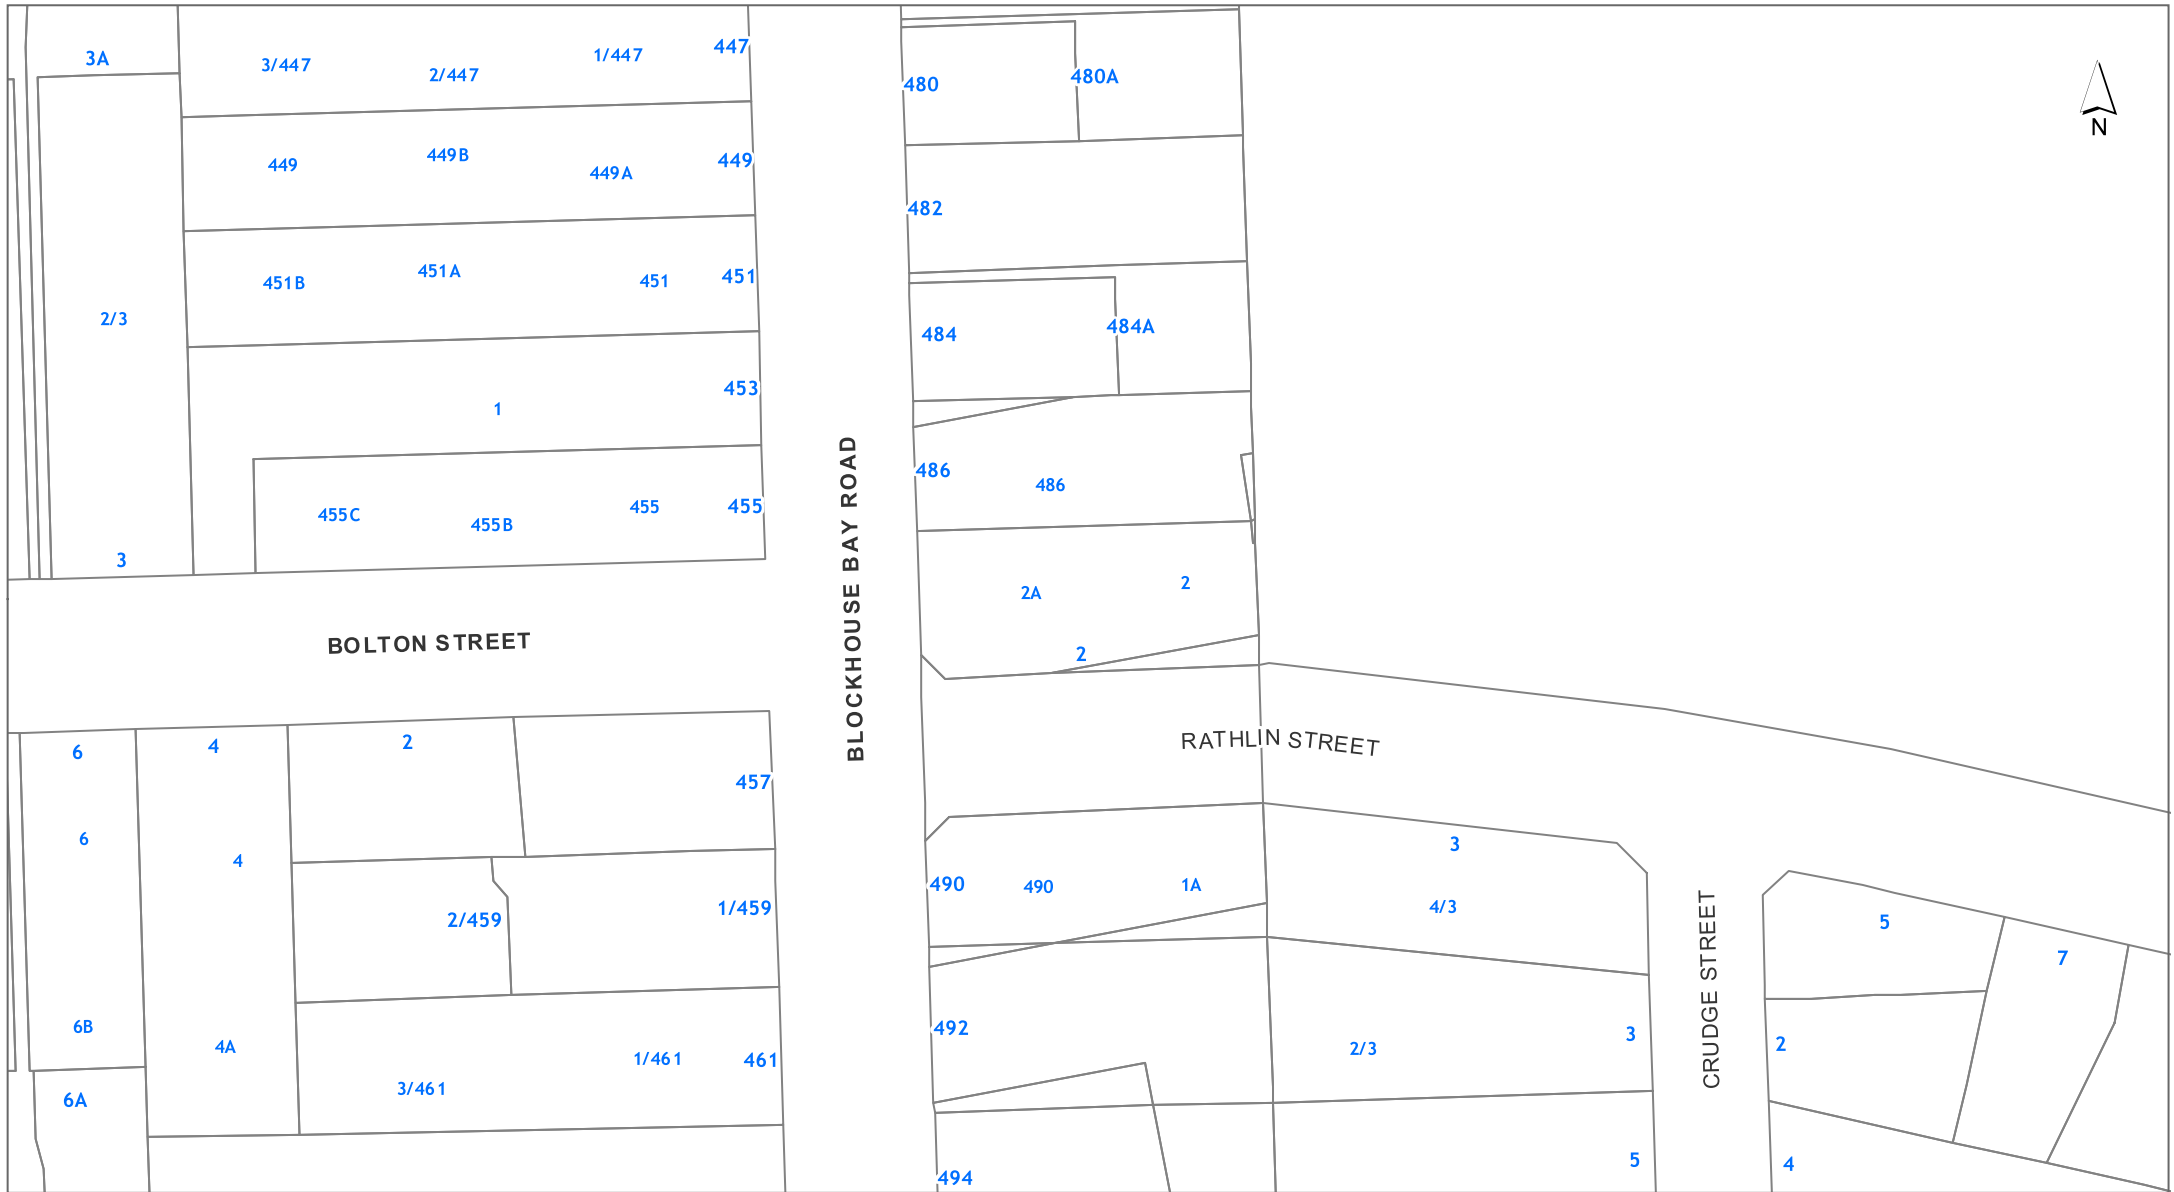 3A
3/447
2/447
1/447
447
480
480A
N
449
449B
449A
449
482
451B
451A
451
451
2/3
484
484A
1
453
486
486
455C
455B
455
455
3
2A
2
2
BOLTON STREET
BLOCKHOUSE BAY ROAD
RATHLIN STREET
6
4
2
457
6
4
3
490
490
1A
4/3
2/459
1/459
5
7
CRUDGE STREET
6B
4A
492
2/3
3
2
1/461
461
3/461
6A
494
5
4